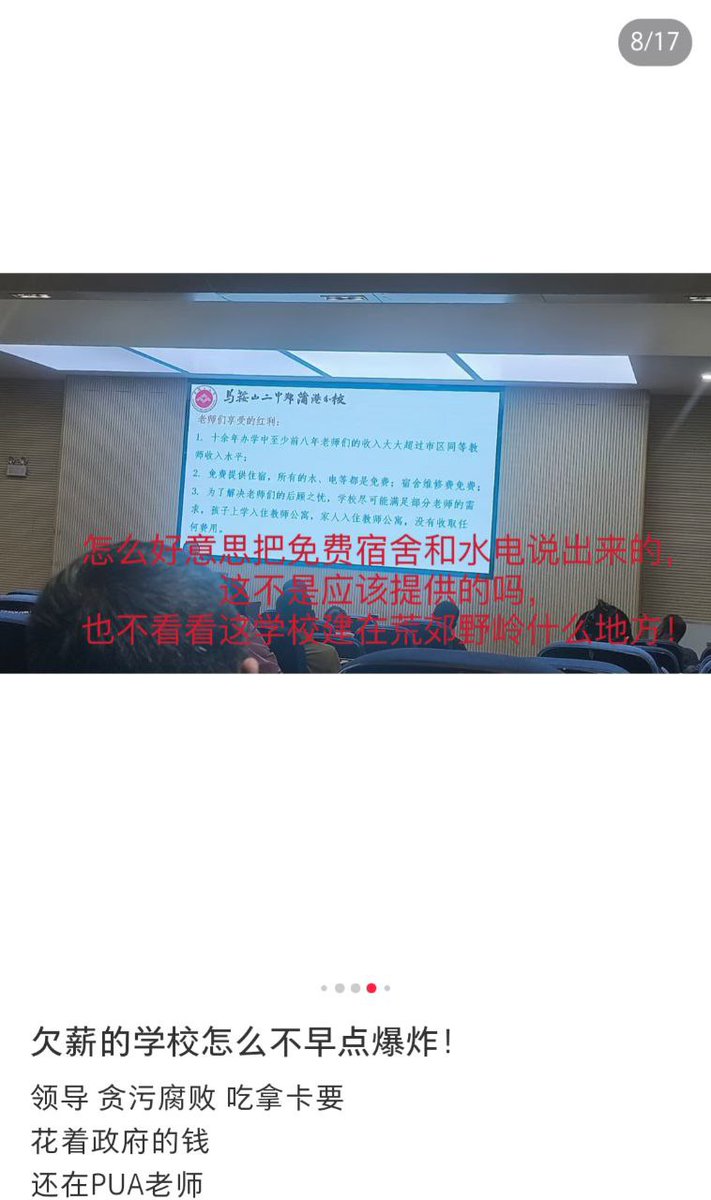 8/17
马鞍山二中郑蒲港分校
老师们享受的红利：
1. 十余年办学中至少前八年老师们的收入大大超过市区同等教
师收入水平；
2. 免费提供住宿，所有的水、电等都是免费；宿舍维修费免费；
3. 为了解决老师们的后顾之忧，学校尽可能满足部分老师的需
求，孩子上学入住教师公寓，家人入住教师公寓，没有收取任
何费用。
怎么好意思把免费宿舍和水电说出来的，
这不是应该提供的吗，
也不看看这学校建在荒郊野岭什么地方！
欠薪的学校怎么不早点爆炸！
领导 贪污腐败 吃拿卡要
花着政府的钱
还在PUA老师